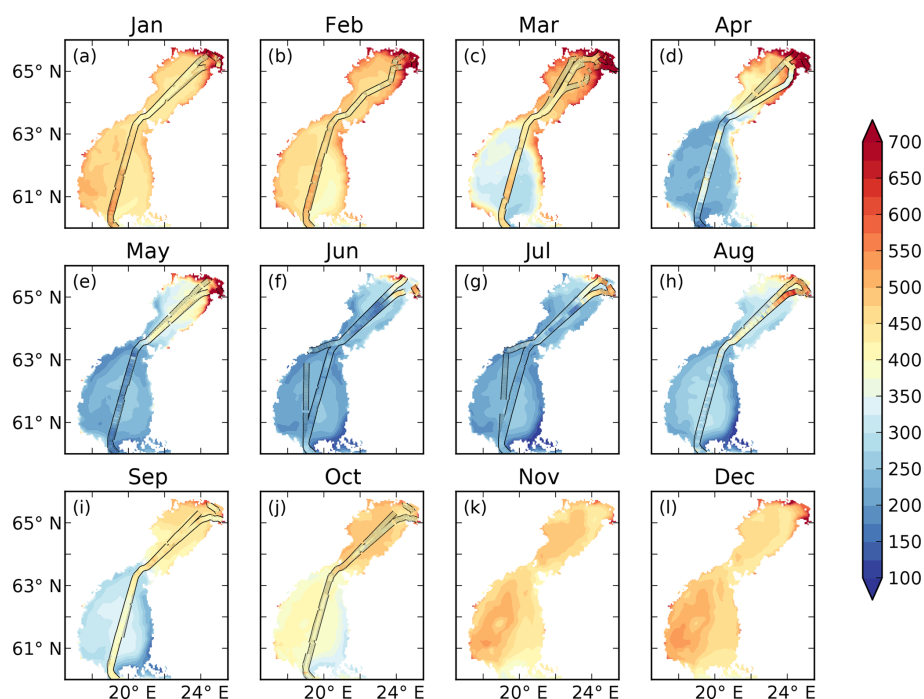 Jan Feb Mar Apr
(a) (b) (c) (d)
65° N
63° N
61° N
May Jun Jul Aug
(e) (f) (g) (h)
65° N
63° N
61° N
Sep Oct Nov Dec
(i) (j) (k) (l)
65° N
63° N
61° N
20° E 24° E 20° E 24° E 20° E 24° E 20° E 24° E
700
650
600
550
500
450
400
350
300
250
200
150
100